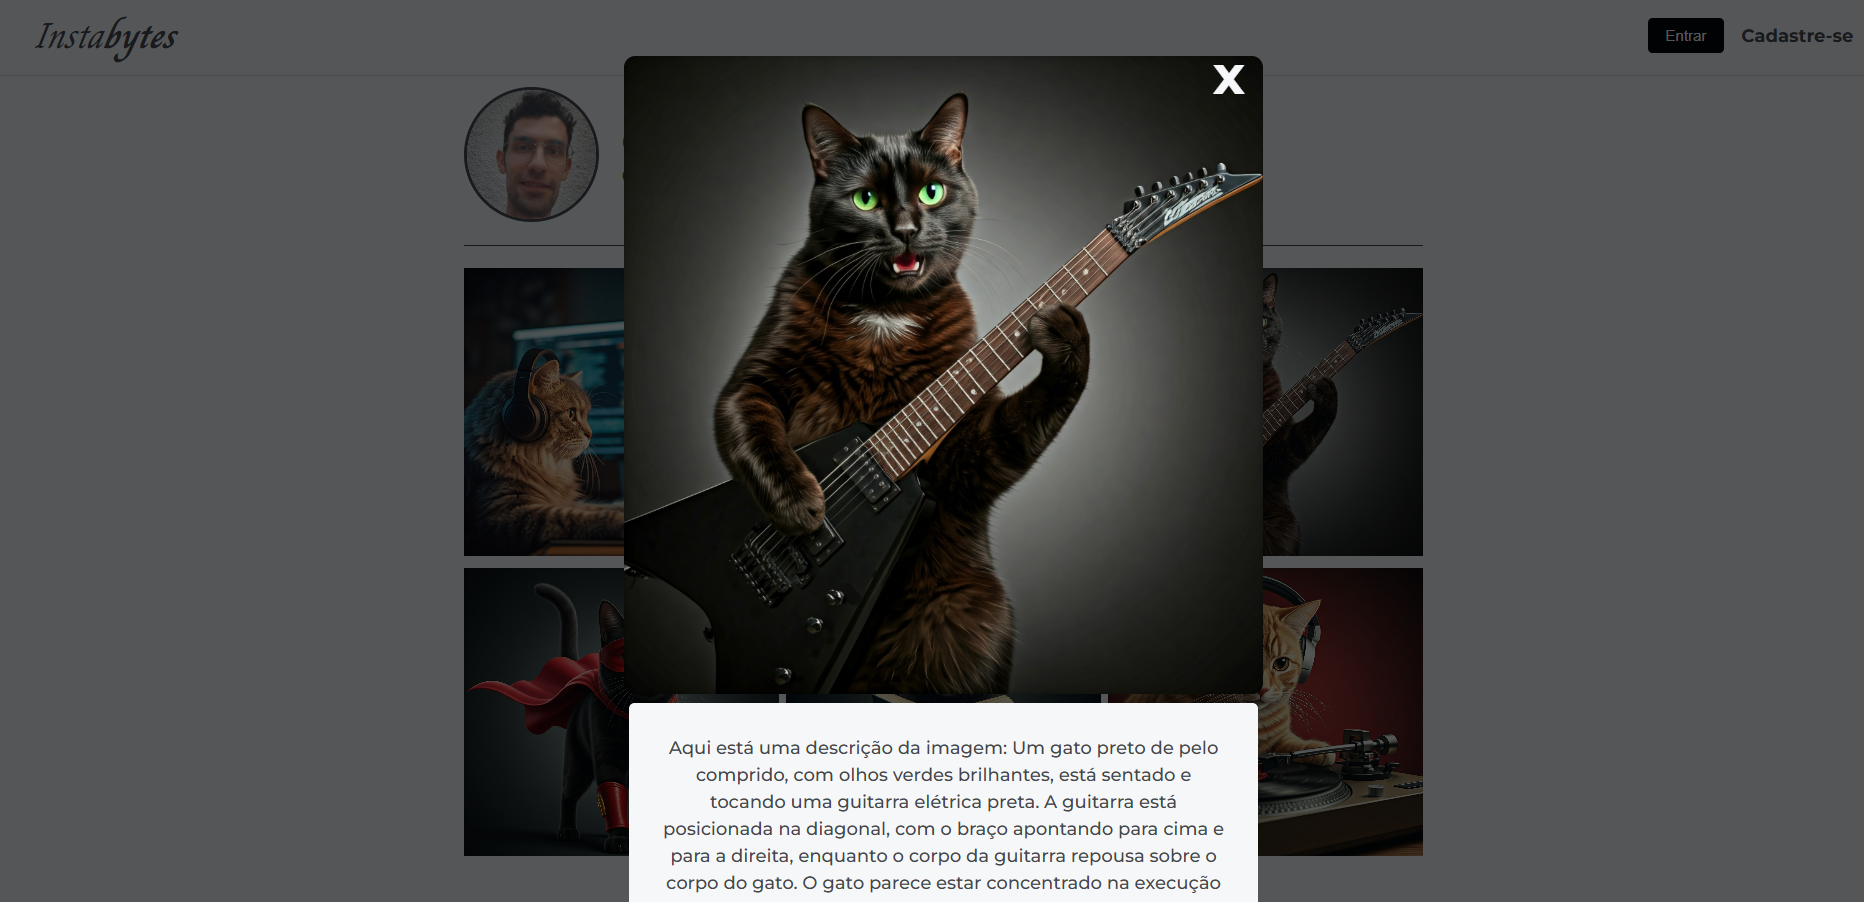 Instabytes
Entrar
Cadastre-se
X
Aqui está uma descrição da imagem: Um gato preto de pelo
comprido, com olhos verdes brilhantes, está sentado e
tocando uma guitarra elétrica preta. A guitarra está
posicionada na diagonal, com o braço apontando para cima e
para a direita, enquanto o corpo da guitarra repousa sobre o
corpo do gato. O gato parece estar concentrado na execução